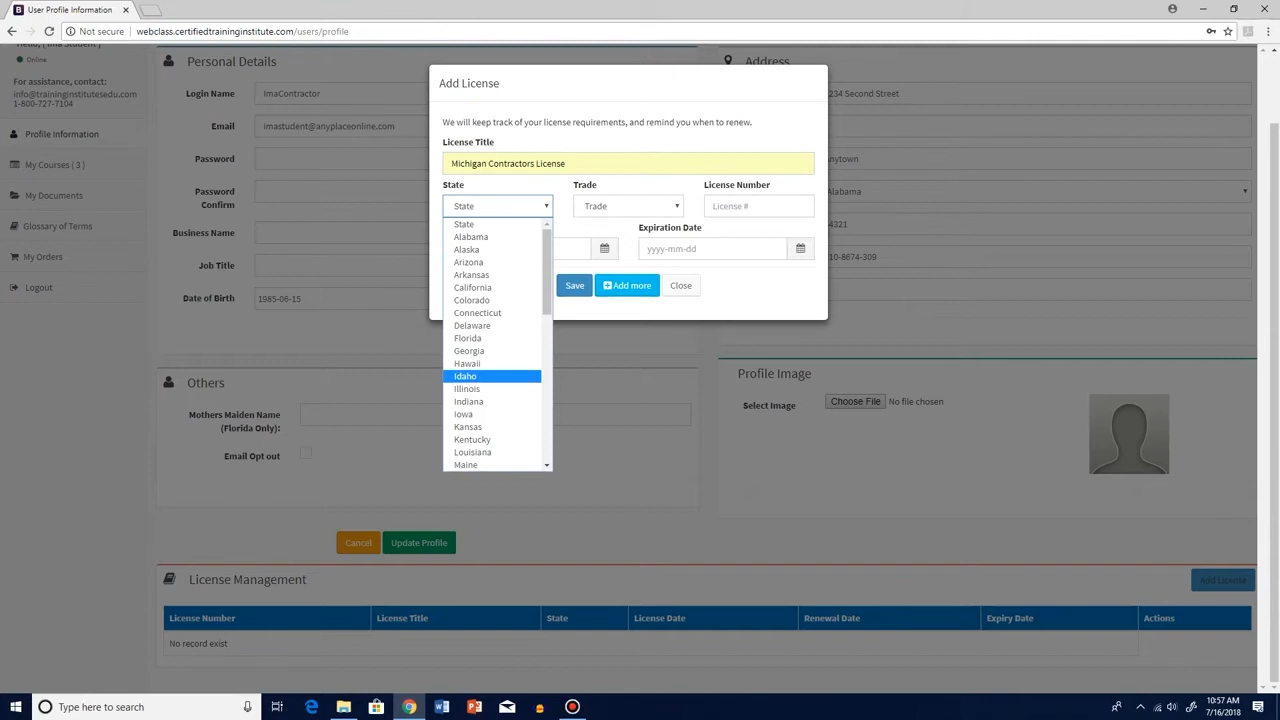 User Profile Information
Not secure
webclass.certifiedtraininginstitute.com/users/profile
Online
For assistance, contact:
info@traininginstitutesedu.com
1-800-727-7104
Profile Information
My Courses ( 3 )
My Documents
Glossary of Terms
My Orders
Logout
Personal Details
Login Name
ImaContractor
Email
imastudent@anyplaceonline.com
Password
Password
Confirm
Business Name
Job Title
Date of Birth
1985-06-15
Address
234 Second Street
Anytown
Alabama
4321
10-8674-309
Add License
We will keep track of your license requirements, and remind you when to renew.
License Title
Michigan Contractors License
State
Trade
License Number
State
Trade
License #
Expiration Date
yyyy-mm-dd
Save
Add more
Close
State
Alabama
Alaska
Arizona
Arkansas
California
Colorado
Connecticut
Delaware
Florida
Georgia
Hawaii
Idaho
Illinois
Indiana
Iowa
Kansas
Kentucky
Louisiana
Maine
Others
Mothers Maiden Name
(Florida Only):
Email Opt out
Profile Image
Select Image
Choose File
No file chosen
Cancel
Update Profile
License Management
Add License
License Number
License Title
State
License Date
Renewal Date
Expiry Date
Actions
No record exist
Type here to search
10:57 AM
7/16/2018